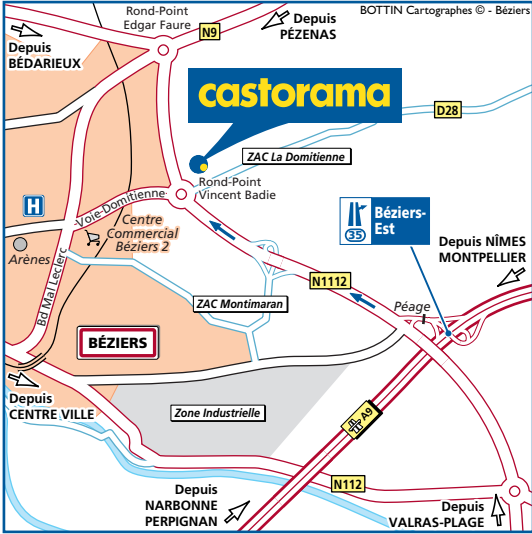 BOTTIN Cartographes © - Béziers
Rond-Point
Edgar Faure
N9
Depuis
PÉZENAS
Depuis
BÉDARIEUX
castorama
D28
ZAC La Domitienne
Rond-Point
Vincent Badie
H
Voie-Domitienne
Centre
Commercial
Béziers 2
35
Béziers-
Est
Depuis NÎMES
MONTPELLIER
Arènes
Bd Mal Leclerc
N1112
ZAC Montimaran
Péage
BÉZIERS
Depuis
CENTRE VILLE
Zone Industrielle
A9
N112
Depuis
NARBONNE
PERPIGNAN
Depuis
VALRAS-PLAGE